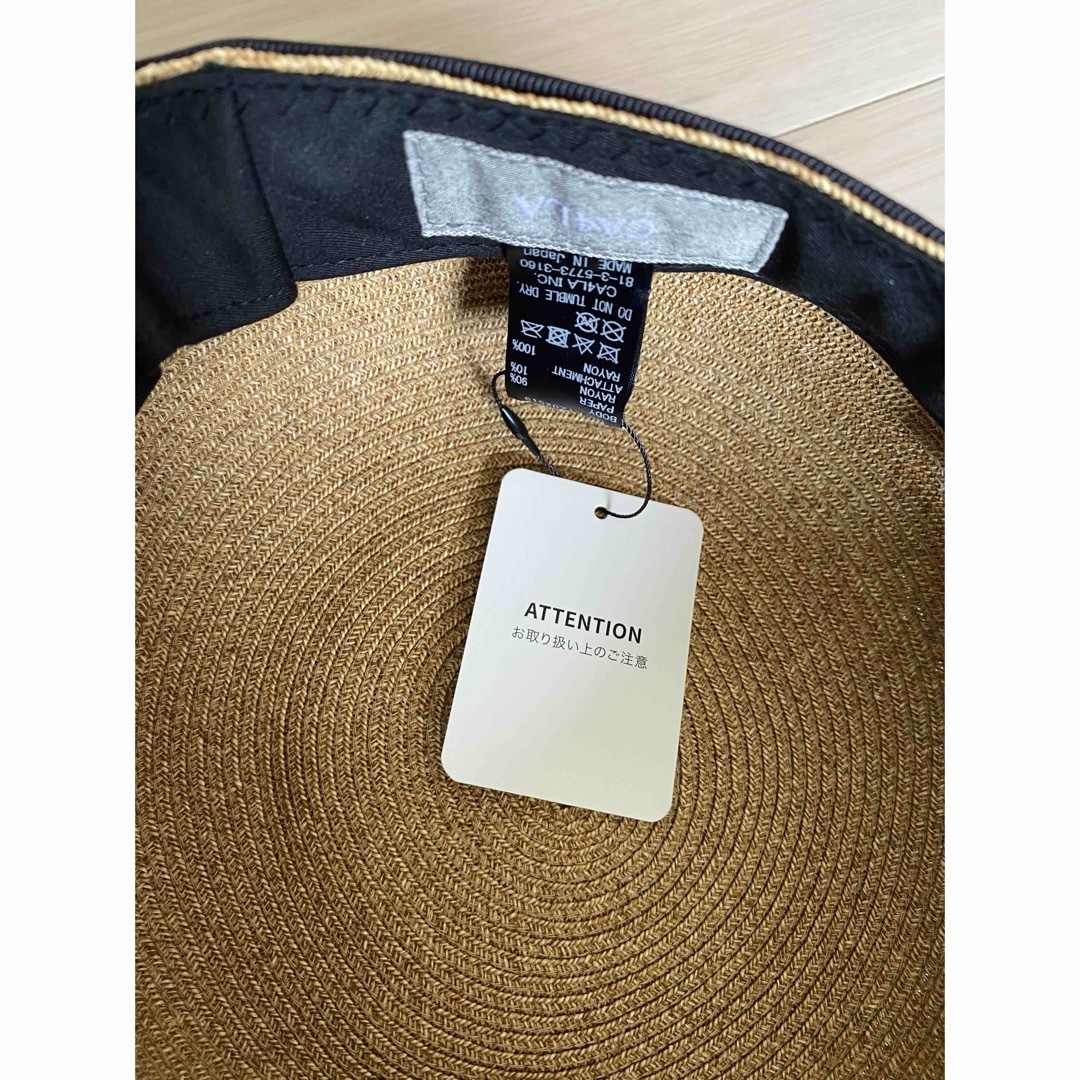 CA4LA
BODY
PAPER 90%
RAYON 10%
ATTACHMENT
RAYON 100%
DO NOT TUMBLE DRY.
CA4LA INC.
81-3-5773-3160
MADE IN Japan
ATTENTION
お取り扱い上のご注意